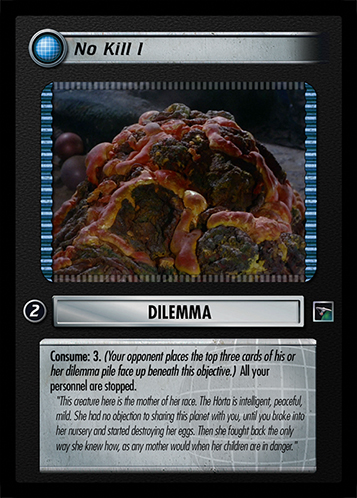 No Kill I
2
DILEMMA
Consume: 3. (Your opponent places the top three cards of his or
her dilemma pile face up beneath this objective.) All your
personnel are stopped.
"This creature here is the mother of her race. The Horta is intelligent, peaceful,
mild. She had no objection to sharing this planet with you, until you broke into
her nursery and started destroying her eggs. Then she fought back the only
way she knew how, as any mother would when her children are in danger."